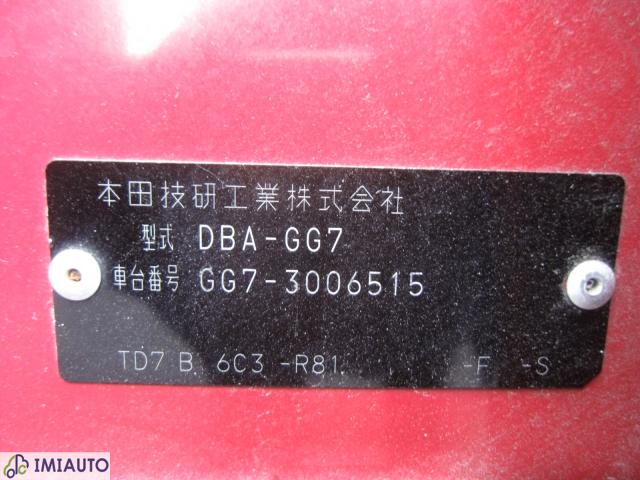 本田技研工業株式会社
型式 DBA-GG7
車台番号 GG7-3006515
TD7 B 6C3 -R81 -F -S
IMIAUTO